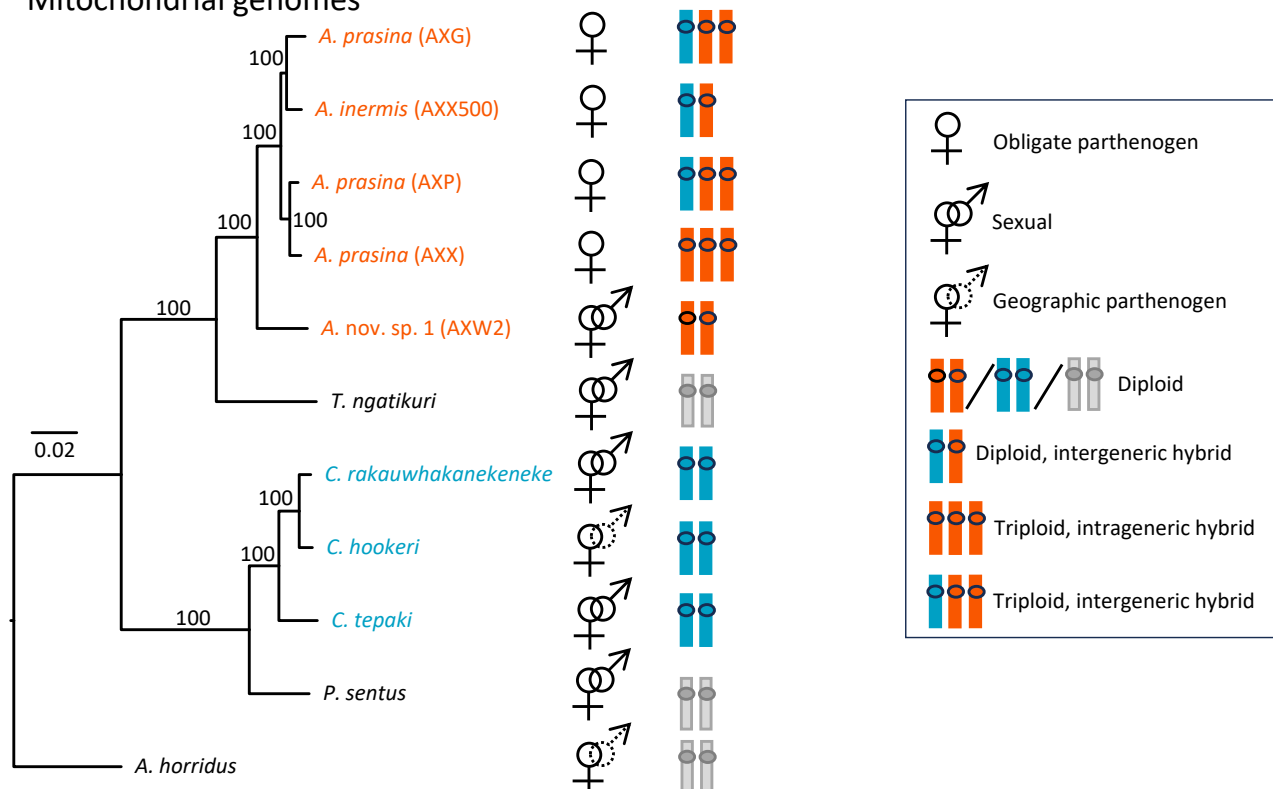 Mitochondrial genomes
A. prasina (AXG)
100
A. inermis (AXX500)
100
A. prasina (AXP)
100
A. prasina (AXX)
100
A. nov. sp. 1 (AXW2)
100
T. ngatikuri
0.02
C. rakauwhakanekeneke
100
C. hookeri
100
C. tepaki
100
P. sentus
A. horridus
Obligate parthenogen
Sexual
Geographic parthenogen
Diploid
Diploid, intergeneric hybrid
Triploid, intrageneric hybrid
Triploid, intergeneric hybrid